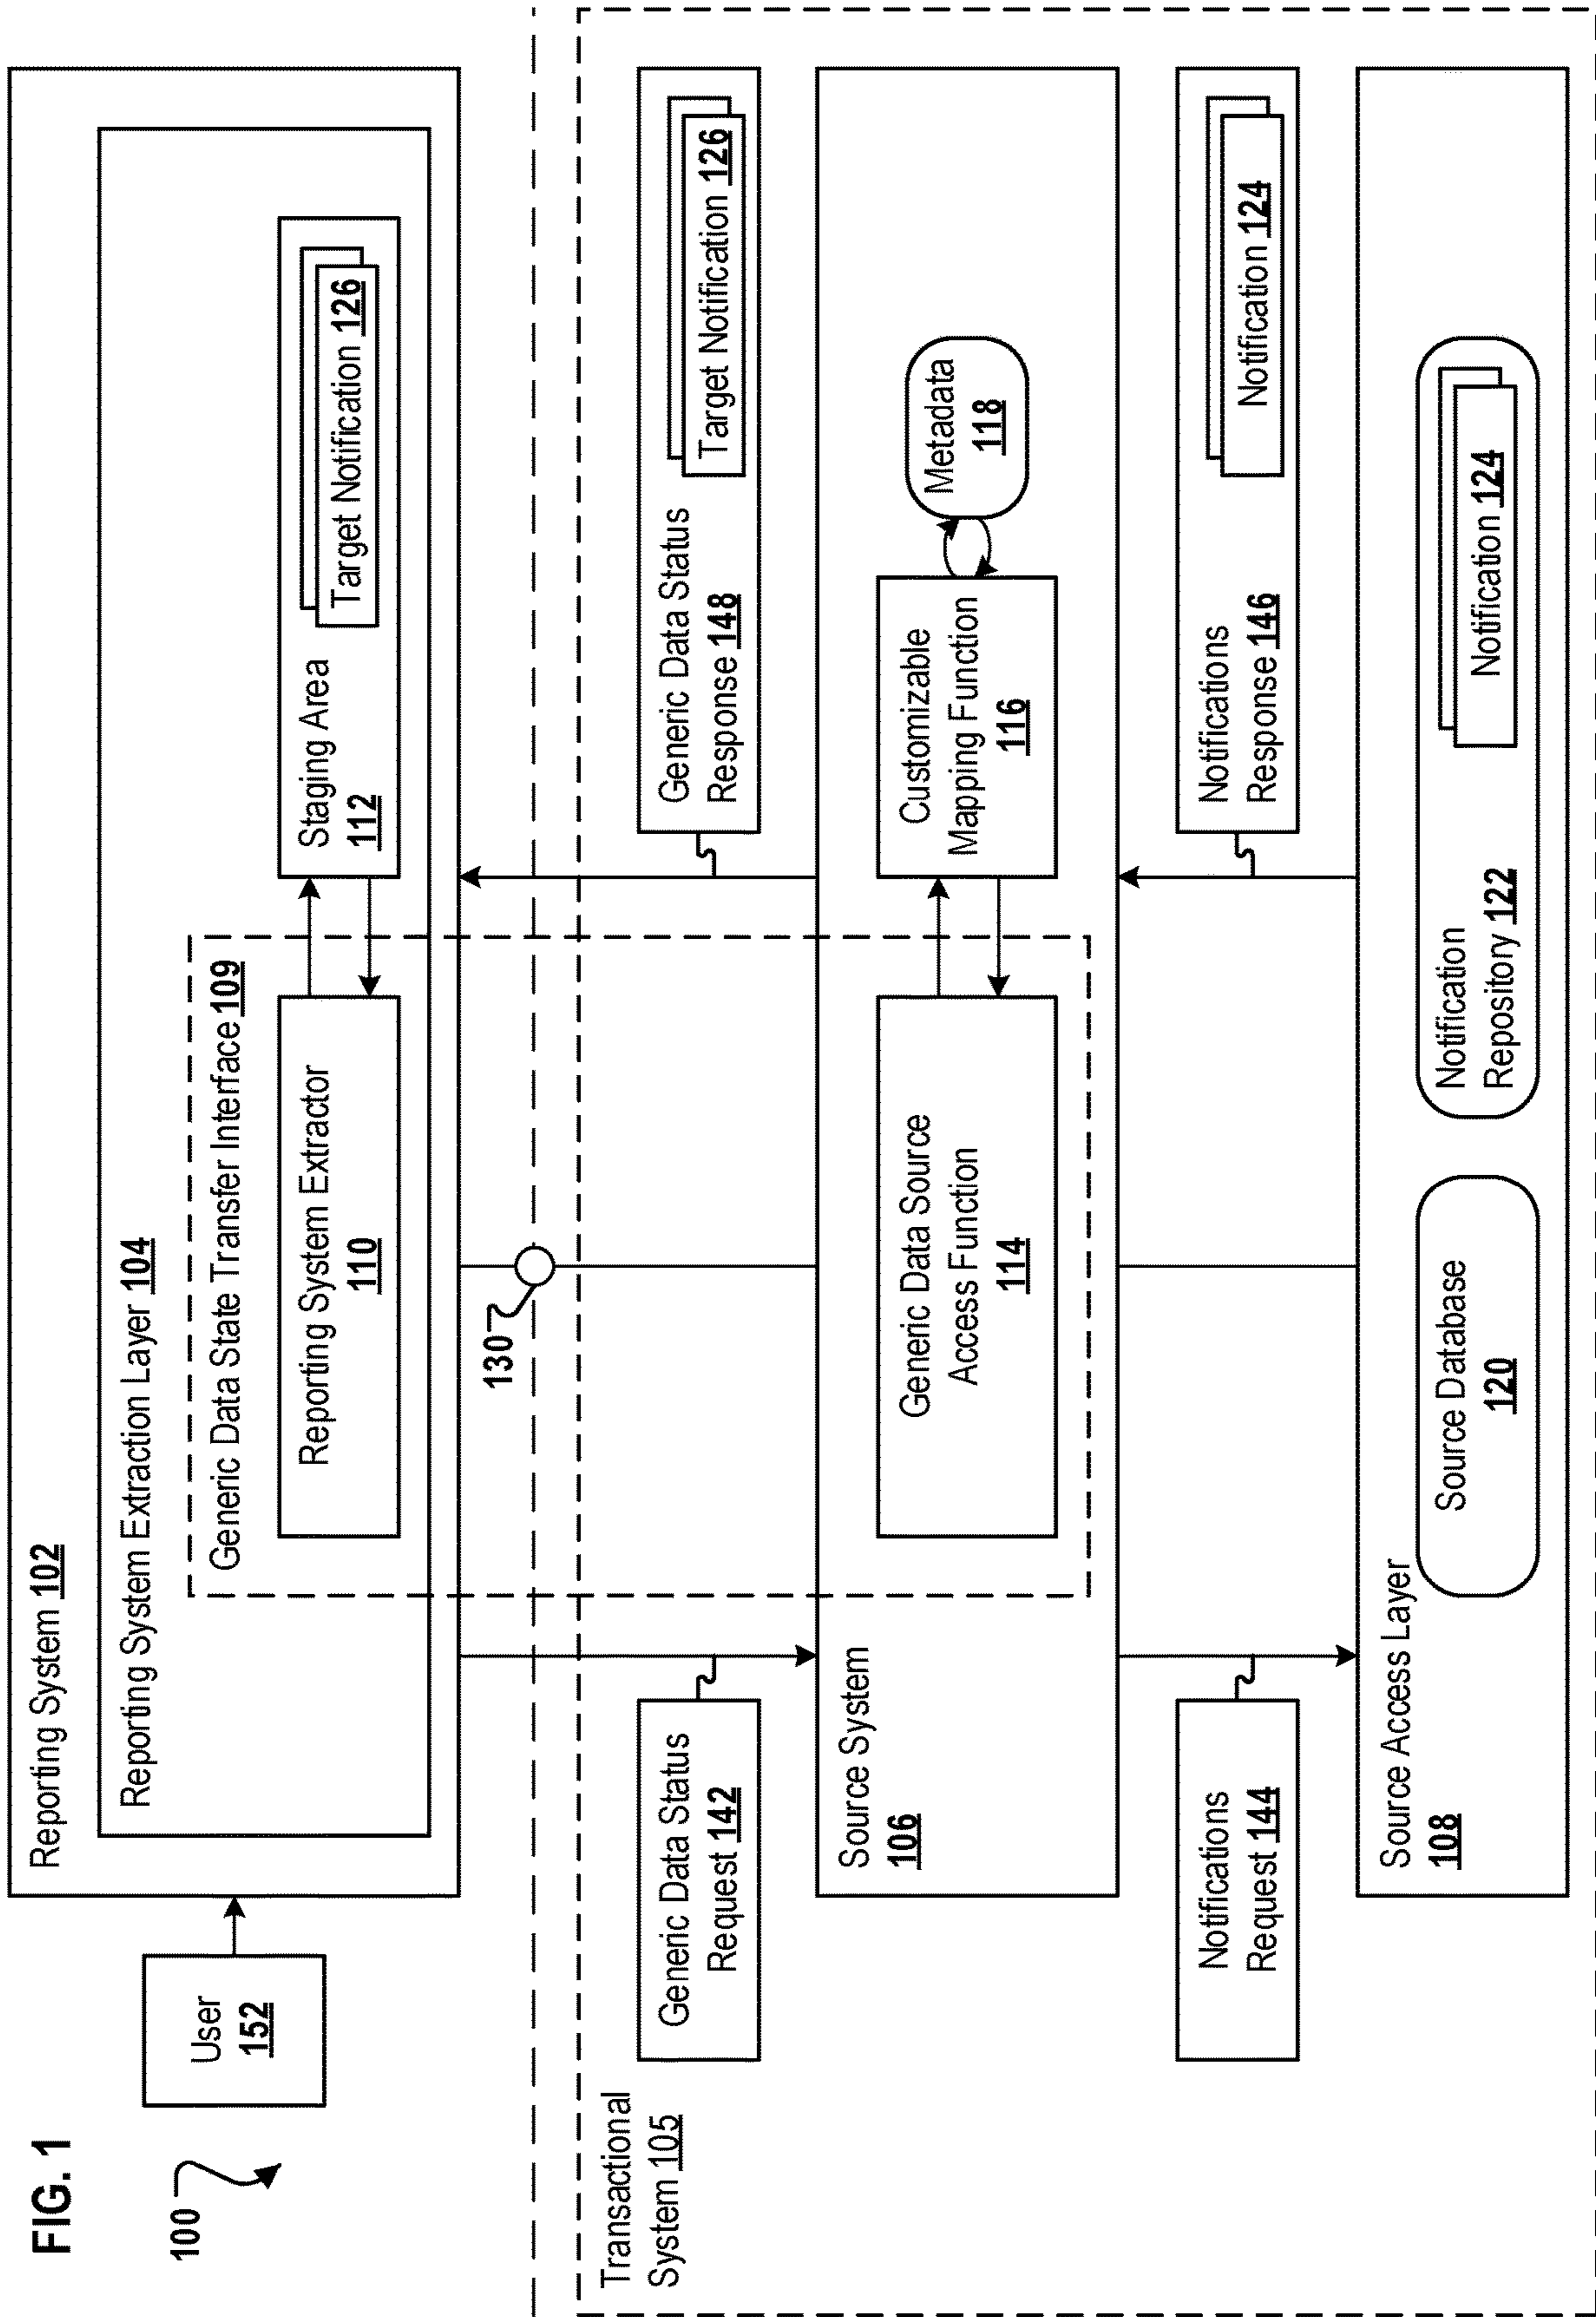 FIG. 1
100
User
152
Reporting System 102
Reporting System Extraction Layer 104
Generic Data State Transfer Interface 109
Reporting System Extractor
110
Staging Area
112
Target Notification 126
130
Transactional
System 105
Generic Data Status
Request 142
Generic Data Status
Response 148
Target Notification 126
Source System
106
Generic Data Source
Access Function
114
Customizable
Mapping Function
116
Metadata
118
Notifications
Request 144
Notifications
Response 146
Notification 124
Source Access Layer
108
Source Database
120
Notification
Repository 122
Notification 124